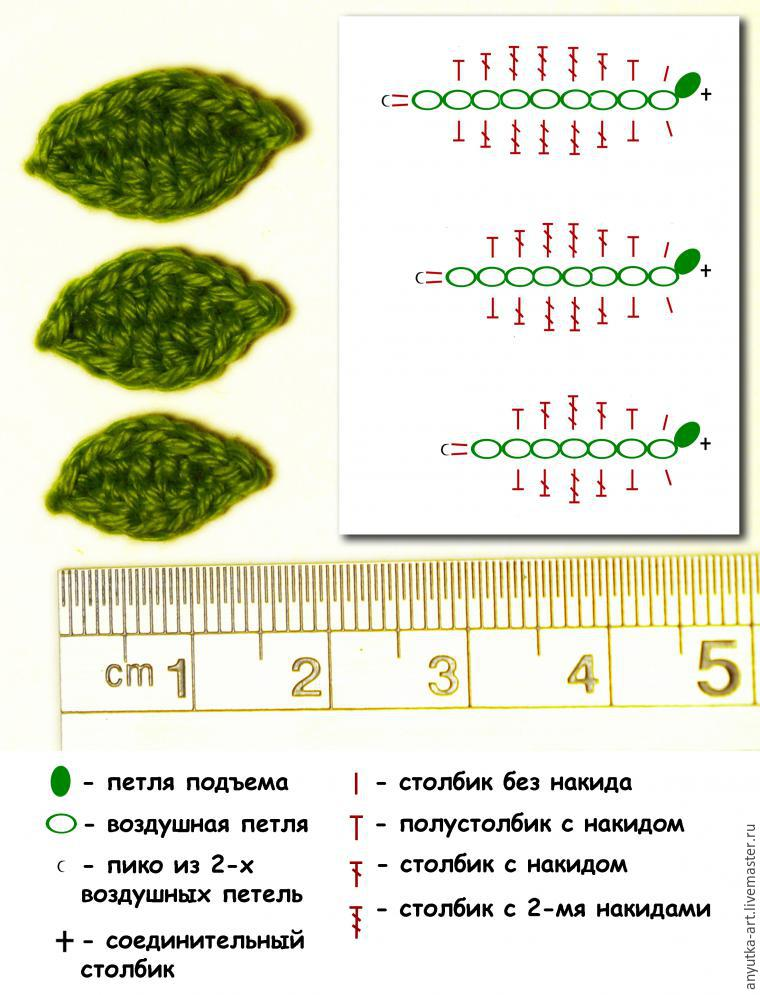 cm 1 2 3 4 5
- петля подъема
- воздушная петля
с - пико из 2-х
воздушных петель
+ - соединительный
столбик
- столбик без накида
- полустолбик с накидом
- столбик с накидом
- столбик с 2-мя накидами
anyutka-art.livemaster.ru